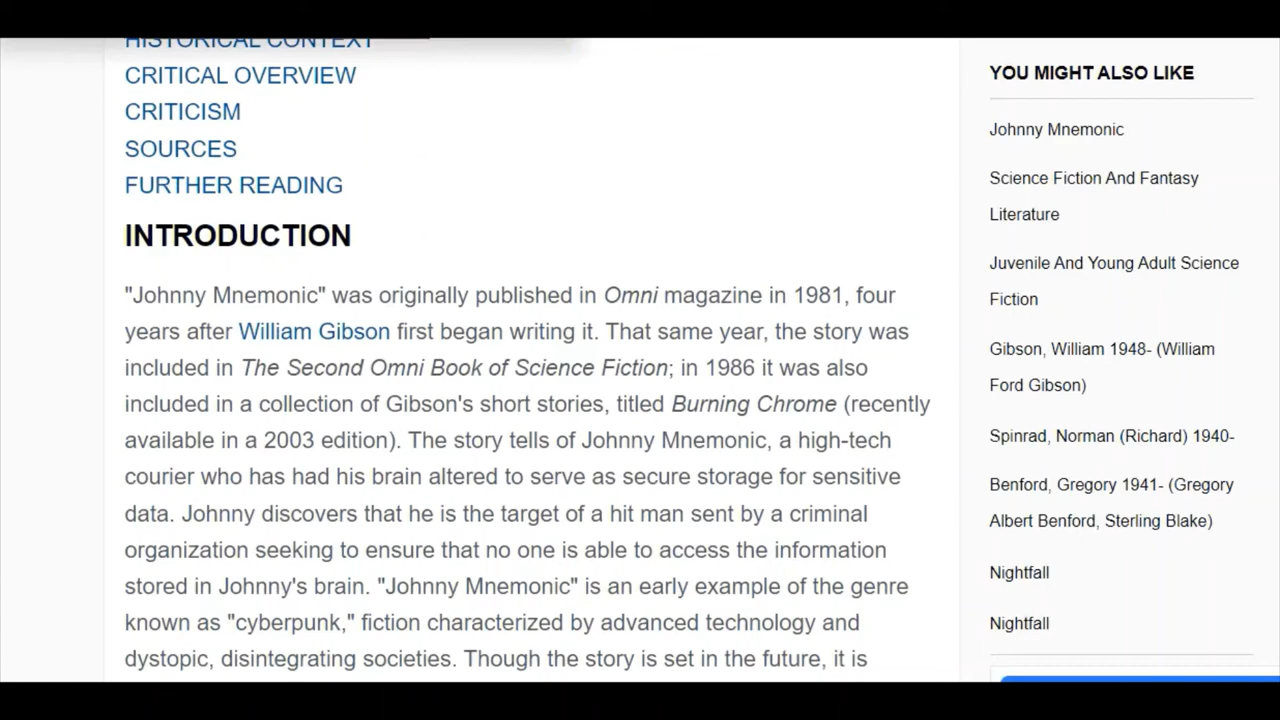 HISTORICAL CONTEXT
CRITICAL OVERVIEW
CRITICISM
SOURCES
FURTHER READING
INTRODUCTION
"Johnny Mnemonic" was originally published in Omni magazine in 1981, four
years after William Gibson first began writing it. That same year, the story was
included in The Second Omni Book of Science Fiction; in 1986 it was also
included in a collection of Gibson's short stories, titled Burning Chrome (recently
available in a 2003 edition). The story tells of Johnny Mnemonic, a high-tech
courier who has had his brain altered to serve as secure storage for sensitive
data. Johnny discovers that he is the target of a hit man sent by a criminal
organization seeking to ensure that no one is able to access the information
stored in Johnny's brain. "Johnny Mnemonic" is an early example of the genre
known as "cyberpunk," fiction characterized by advanced technology and
dystopic, disintegrating societies. Though the story is set in the future, it is
YOU MIGHT ALSO LIKE
Johnny Mnemonic
Science Fiction And Fantasy
Literature
Juvenile And Young Adult Science
Fiction
Gibson, William 1948- (William
Ford Gibson)
Spinrad, Norman (Richard) 1940-
Benford, Gregory 1941- (Gregory
Albert Benford, Sterling Blake)
Nightfall
Nightfall